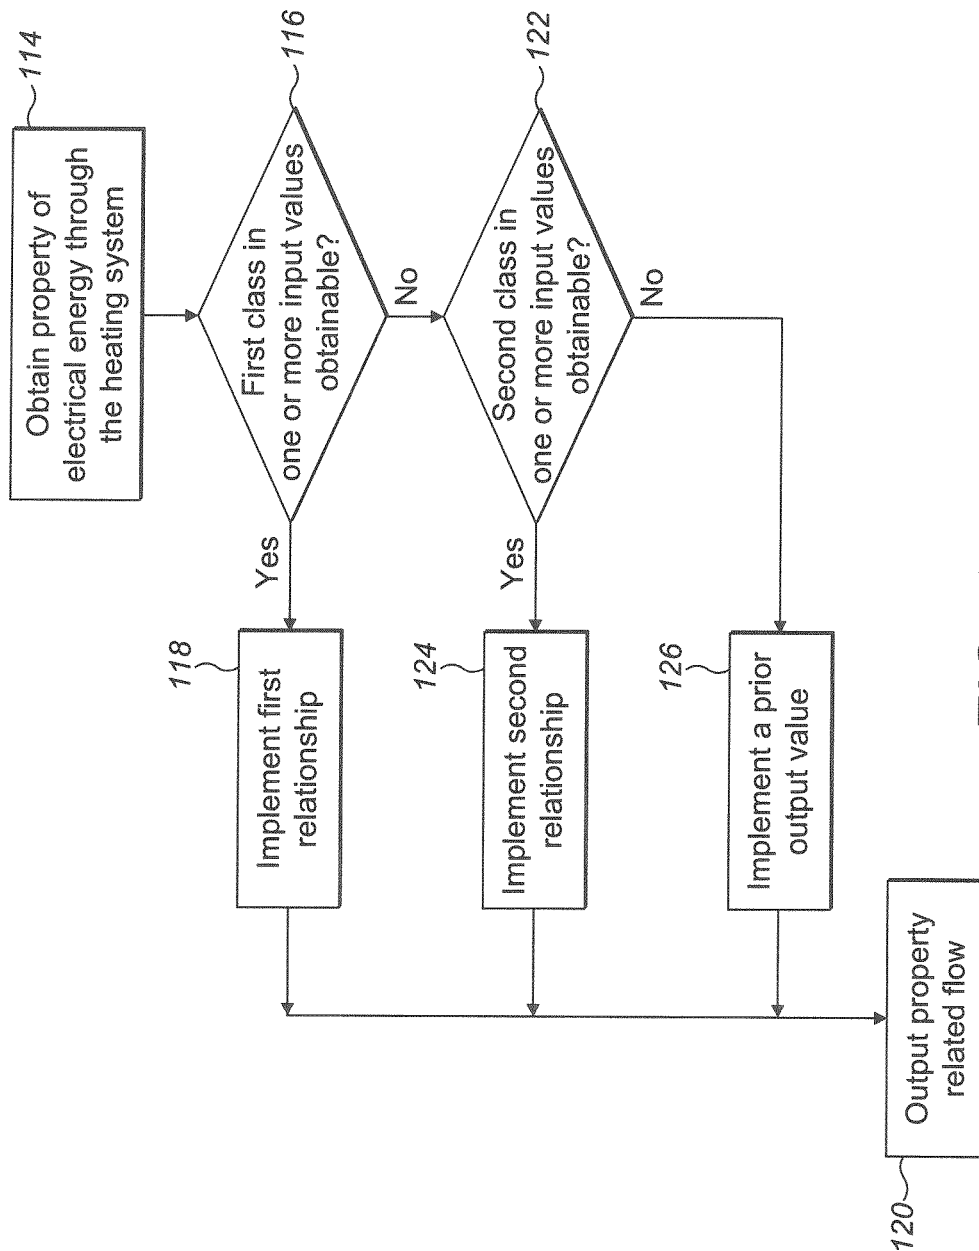 114
Obtain property of
electrical energy through
the heating system
116
First class in
one or more input values
obtainable?
Yes
No
118
Implement first
relationship
122
Second class in
one or more input values
obtainable?
Yes
No
124
Implement second
relationship
126
Implement a prior
output value
120
Output property
related flow